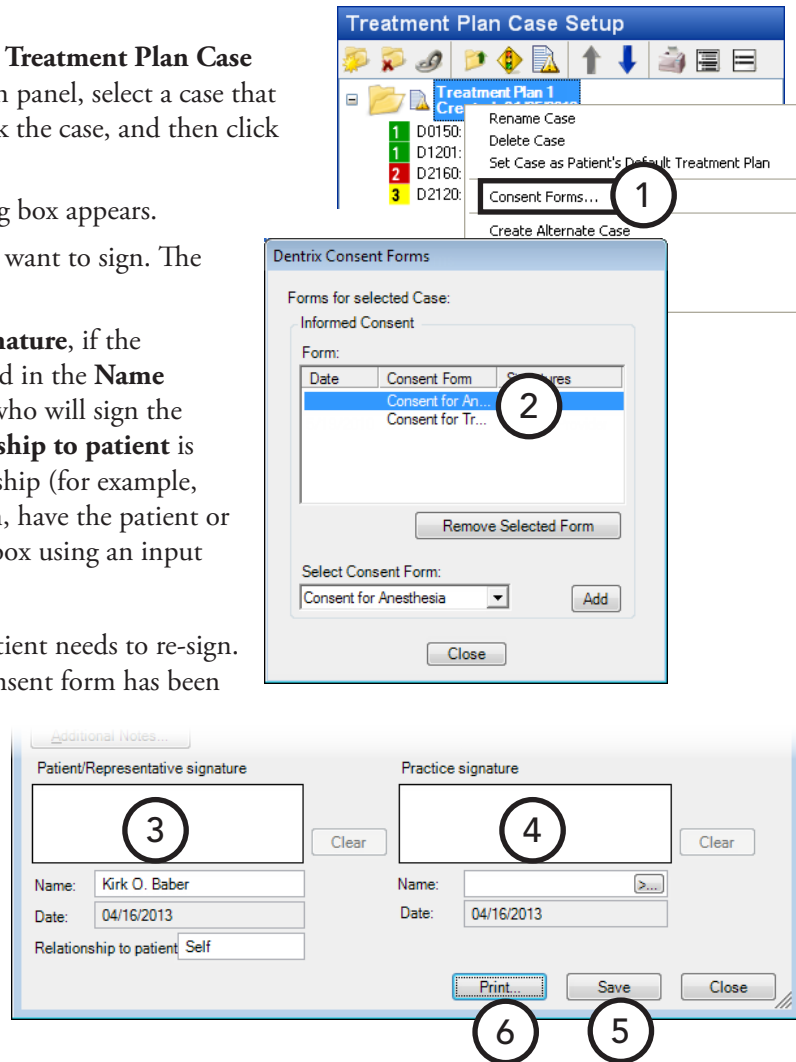 Treatment Plan Case
n panel, select a case that
k the case, and then click
g box appears.
want to sign. The
nature, if the
d in the Name
who will sign the
ship to patient is
ship (for example,
n, have the patient or
box using an input
tient needs to re-sign.
nsent form has been
Treatment Plan Case Setup
Treatment Plan 1
Cre
1 D0150:
1 D1201:
2 D2160:
3 D2120:
Rename Case
Delete Case
Set Case as Patient's Default Treatment Plan
Consent Forms...
1
Create Alternate Case
Dentrix Consent Forms
Forms for selected Case:
Informed Consent
Form:
Date Consent Form
Consent for An...
Consent for Tr...
2
Remove Selected Form
Select Consent Form:
Consent for Anesthesia Add
Close
Additional Notes...
Patient/Representative signature Practice signature
3 Clear 4 Clear
Name: Kirk O. Baber Name: >...
Date: 04/16/2013 Date: 04/16/2013
Relationship to patient Self
Print... Save Close
6 5